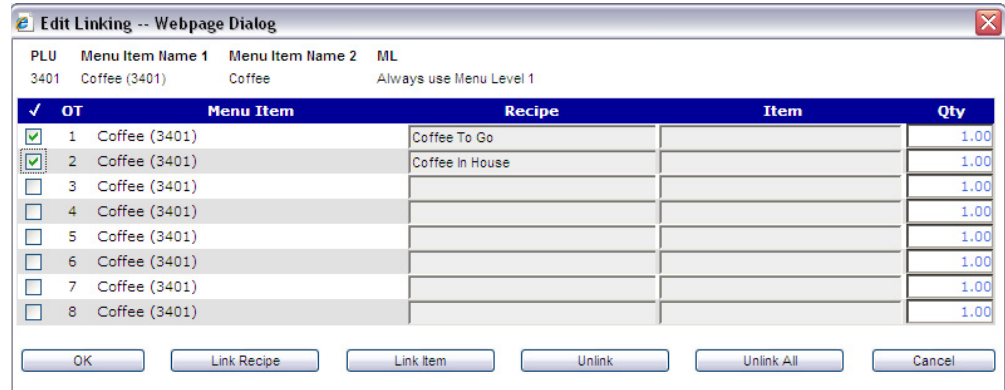 Edit Linking -- Webpage Dialog
PLU Menu Item Name 1 Menu Item Name 2 ML
3401 Coffee (3401) Coffee Always use Menu Level 1
✓ OT Menu Item Recipe Item Qty
1 Coffee (3401) Coffee To Go 1.00
2 Coffee (3401) Coffee In House 1.00
3 Coffee (3401) 1.00
4 Coffee (3401) 1.00
5 Coffee (3401) 1.00
6 Coffee (3401) 1.00
7 Coffee (3401) 1.00
8 Coffee (3401) 1.00
OK Link Recipe Link Item Unlink Unlink All Cancel